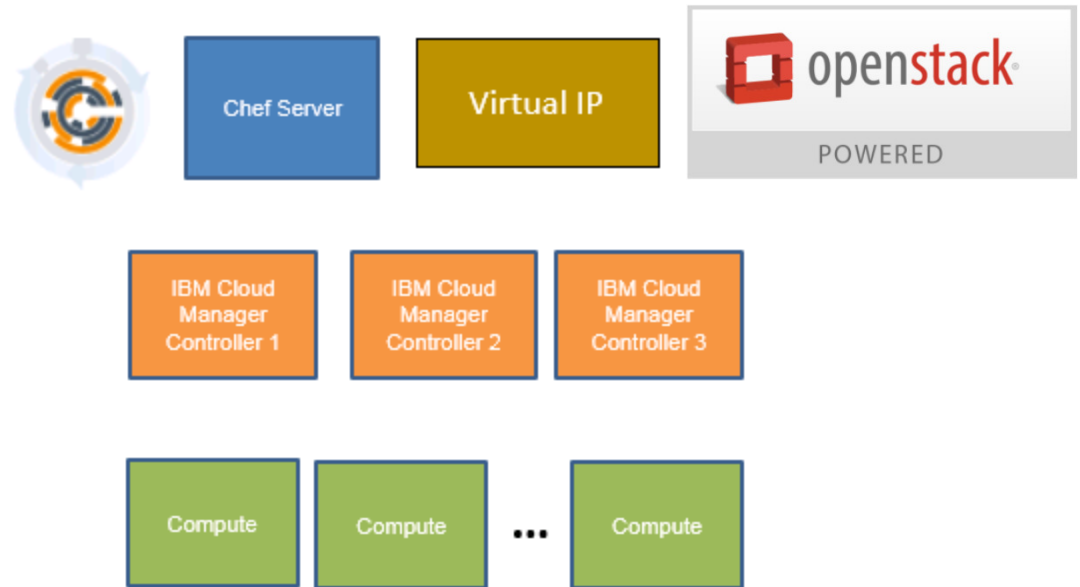 Chef Server
Virtual IP
openstack®
POWERED
IBM Cloud
Manager
Controller 1
IBM Cloud
Manager
Controller 2
IBM Cloud
Manager
Controller 3
Compute
Compute
...
Compute